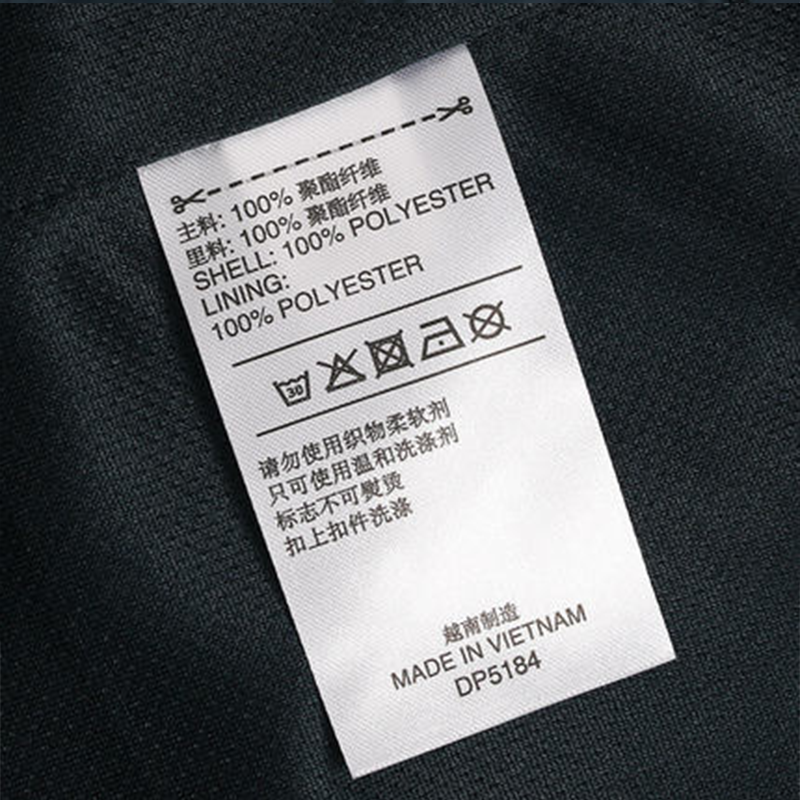 主料: 100% 聚酯纤维
里料: 100% 聚酯纤维
SHELL: 100% POLYESTER
LINING:
100% POLYESTER
30
请勿使用织物柔软剂
只可使用温和洗涤剂
标志不可熨烫
扣上扣件洗涤
越南制造
MADE IN VIETNAM
DP5184